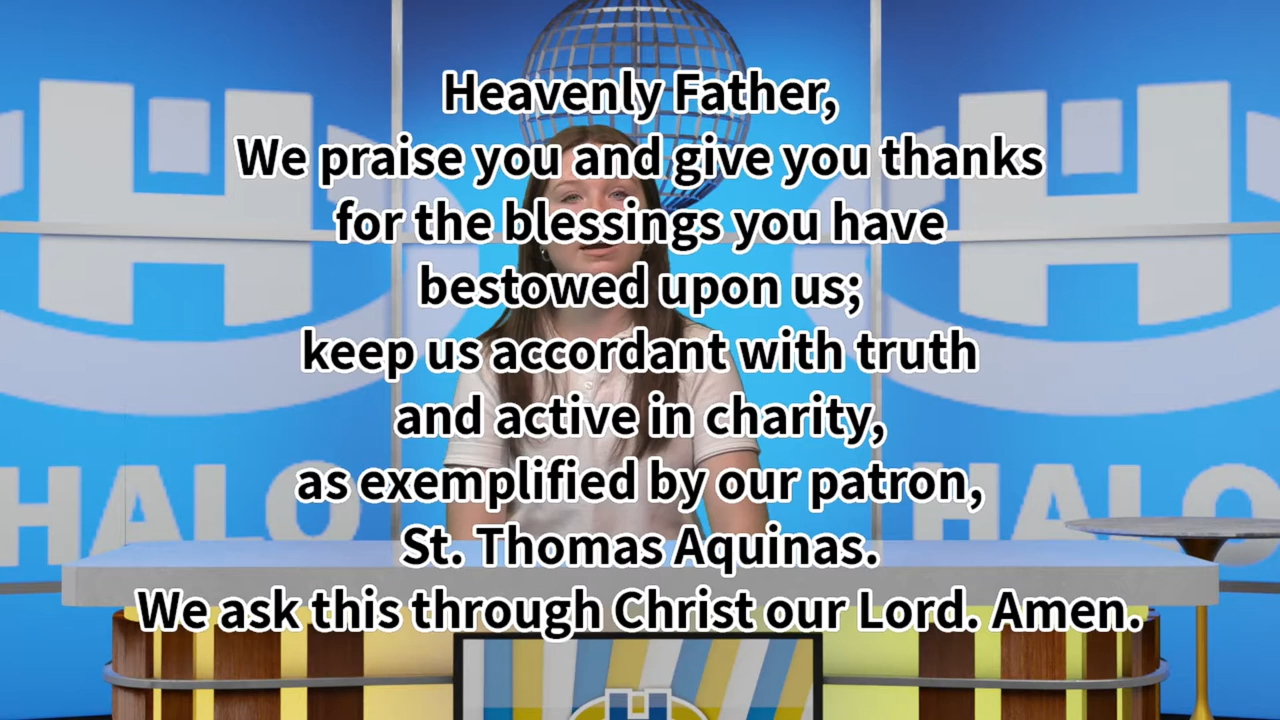 Heavenly Father,
We praise you and give you thanks
for the blessings you have
bestowed upon us;
keep us accordant with truth
and active in charity,
as exemplified by our patron,
St. Thomas Aquinas.
We ask this through Christ our Lord. Amen.
H
H
HALO
HALO
H